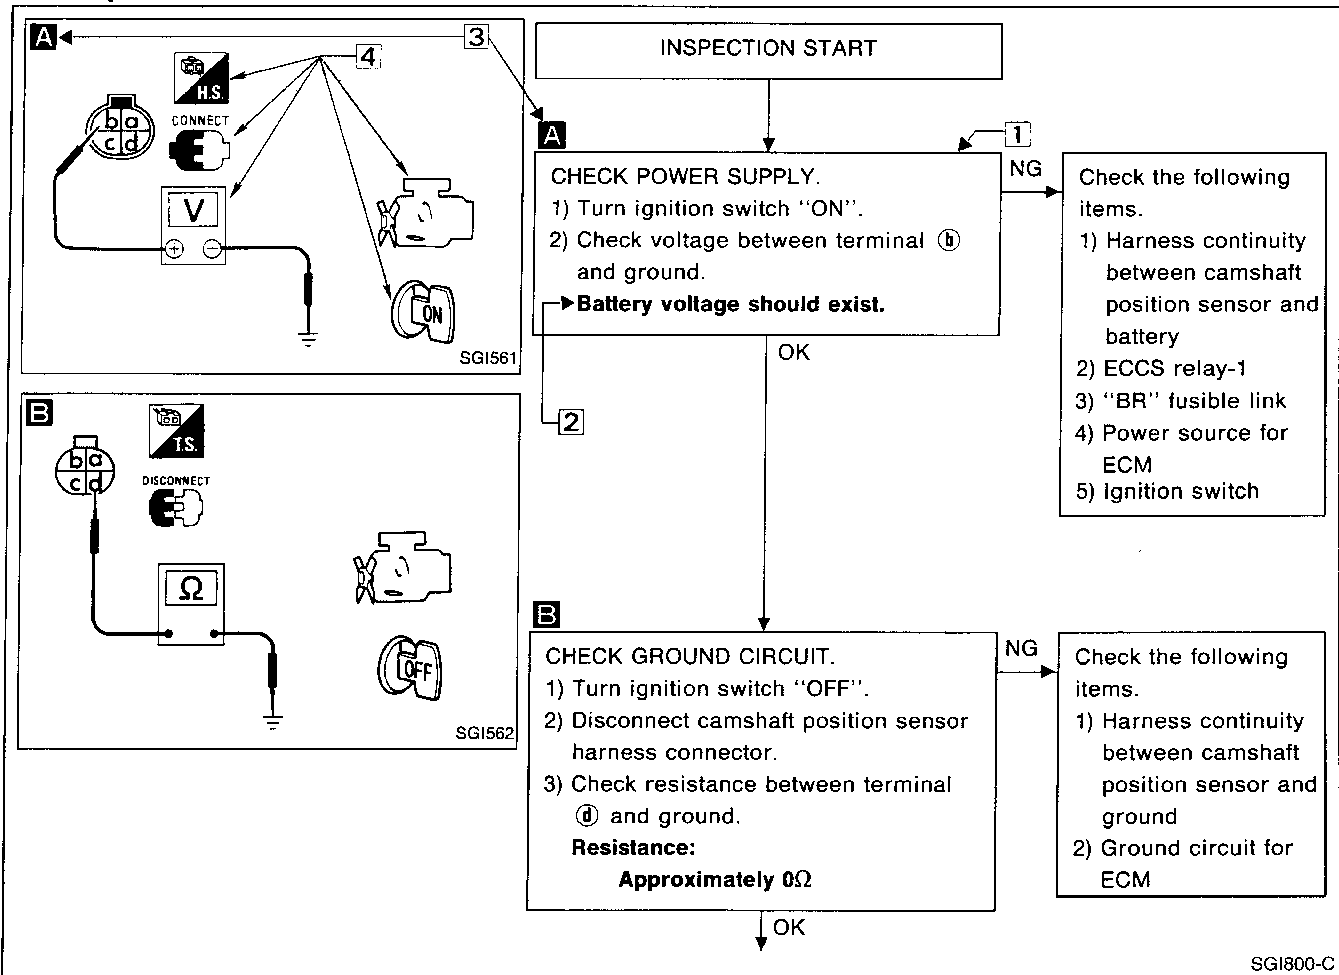 A
3
4
H.S.
CONNECT
b a
c d
V
+ −
ON
SGI561
B
T.S.
b a
c d
DISCONNECT
Ω
OFF
SGI562
INSPECTION START
A
1
CHECK POWER SUPPLY.
1) Turn ignition switch "ON".
2) Check voltage between terminal ⓑ
and ground.
Battery voltage should exist.
2
NG
OK
Check the following
items.
1) Harness continuity
between camshaft
position sensor and
battery
2) ECCS relay-1
3) "BR" fusible link
4) Power source for
ECM
5) Ignition switch
B
CHECK GROUND CIRCUIT.
1) Turn ignition switch "OFF".
2) Disconnect camshaft position sensor
harness connector.
3) Check resistance between terminal
ⓓ and ground.
Resistance:
Approximately 0Ω
NG
OK
Check the following
items.
1) Harness continuity
between camshaft
position sensor and
ground
2) Ground circuit for
ECM
SGI800-C